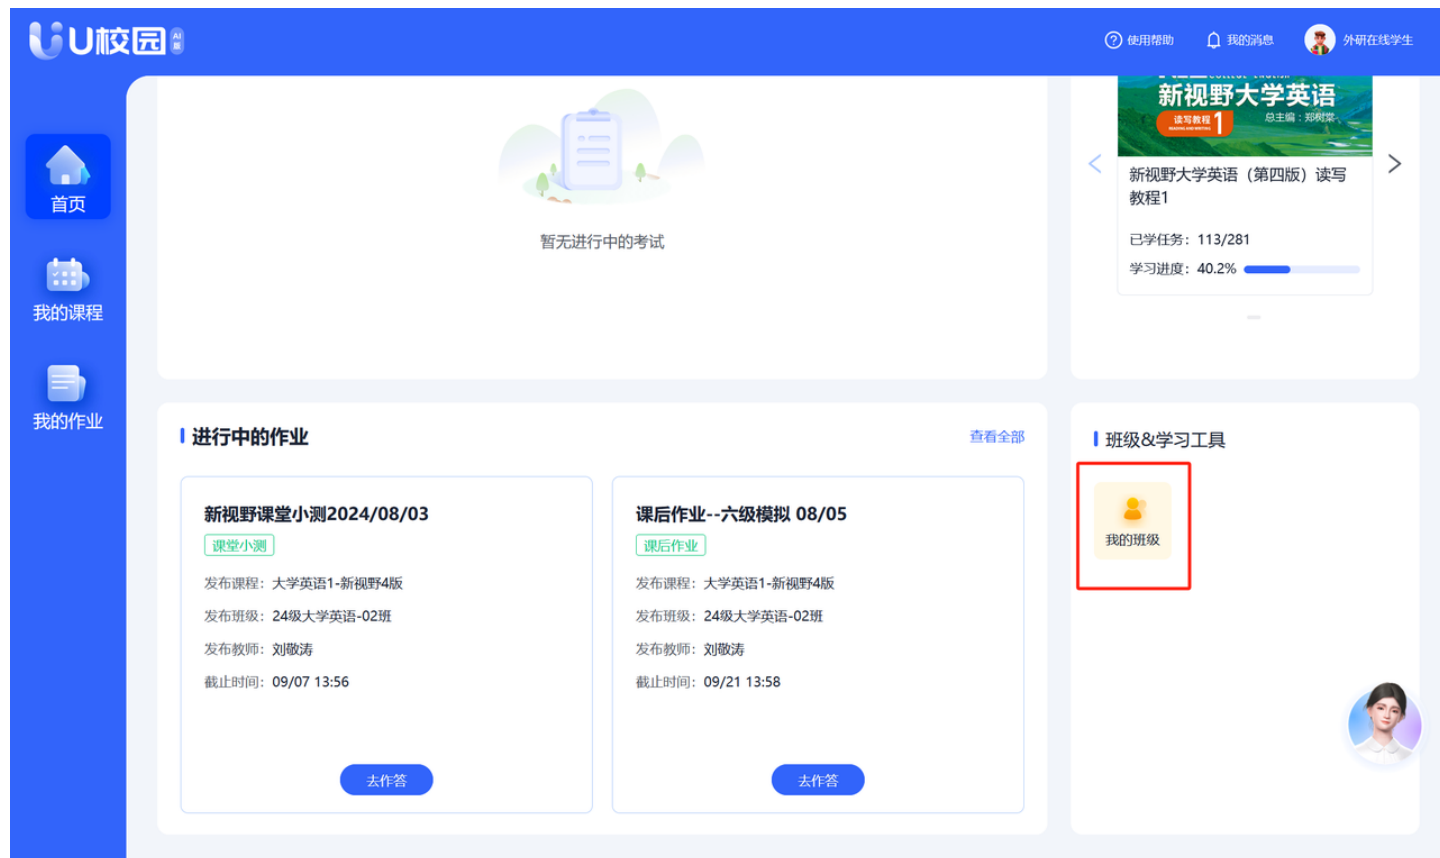 U校园 AI版
使用帮助
我的消息
外研在线学生
首页
我的课程
我的作业
暂无进行中的考试
新视野大学英语
读写教程 1
READING AND WRITING
总主编：郑树棠
新视野大学英语（第四版）读写
教程1
已学任务：113/281
学习进度：40.2%
进行中的作业
查看全部
新视野课堂小测2024/08/03
课堂小测
发布课程：大学英语1-新视野4版
发布班级：24级大学英语-02班
发布教师：刘敬涛
截止时间：09/07 13:56
去作答
课后作业--六级模拟 08/05
课后作业
发布课程：大学英语1-新视野4版
发布班级：24级大学英语-02班
发布教师：刘敬涛
截止时间：09/21 13:58
去作答
班级&学习工具
我的班级